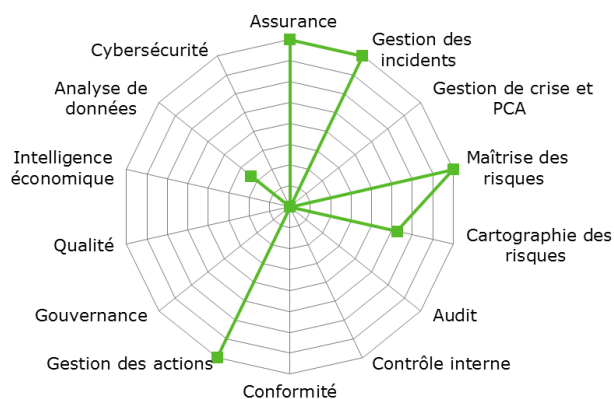 Assurance
Gestion des
incidents
Gestion de crise et
PCA
Maîtrise des
risques
Cartographie des
risques
Audit
Contrôle interne
Conformité
Gestion des actions
Gouvernance
Qualité
Intelligence
économique
Analyse de
données
Cybersécurité